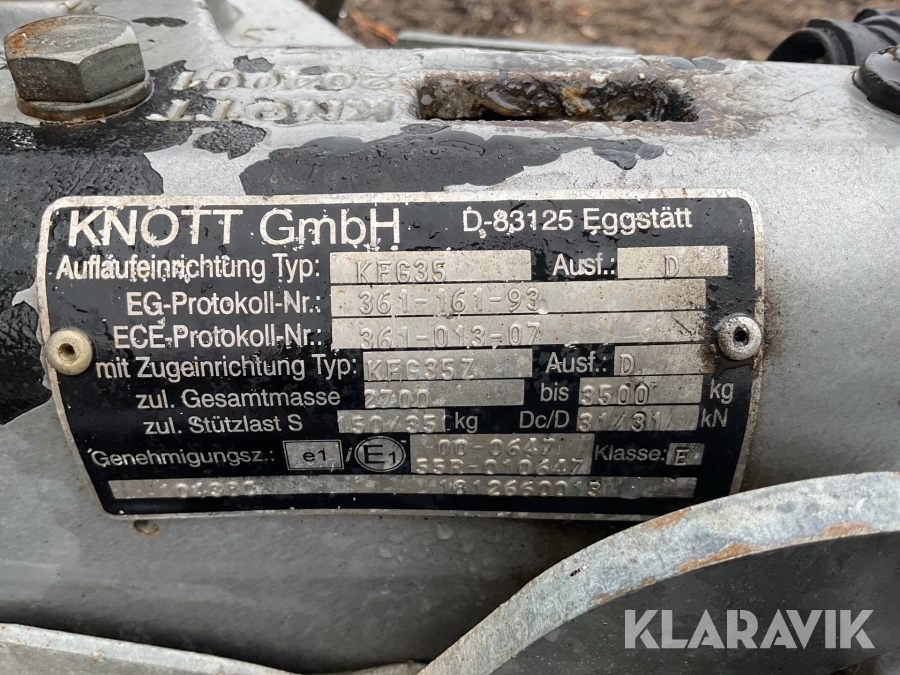 KNOTT GmbH D-83125 Eggstätt
Auflaufeinrichtung Typ: KFG35 Ausf.: D
EG-Protokoll-Nr.: 361-161-93
ECE-Protokoll-Nr.: 361-013-07
mit Zugeinrichtung Typ: KFG35Z Ausf.: D
zul. Gesamtmasse 2700 bis 3500 kg
zul. Stützlast S kg Dc/D 31/31 kN
Genehmigungsz.: e1 / E1 00-0647 Klasse: E
55R-010647
KLARAVIK